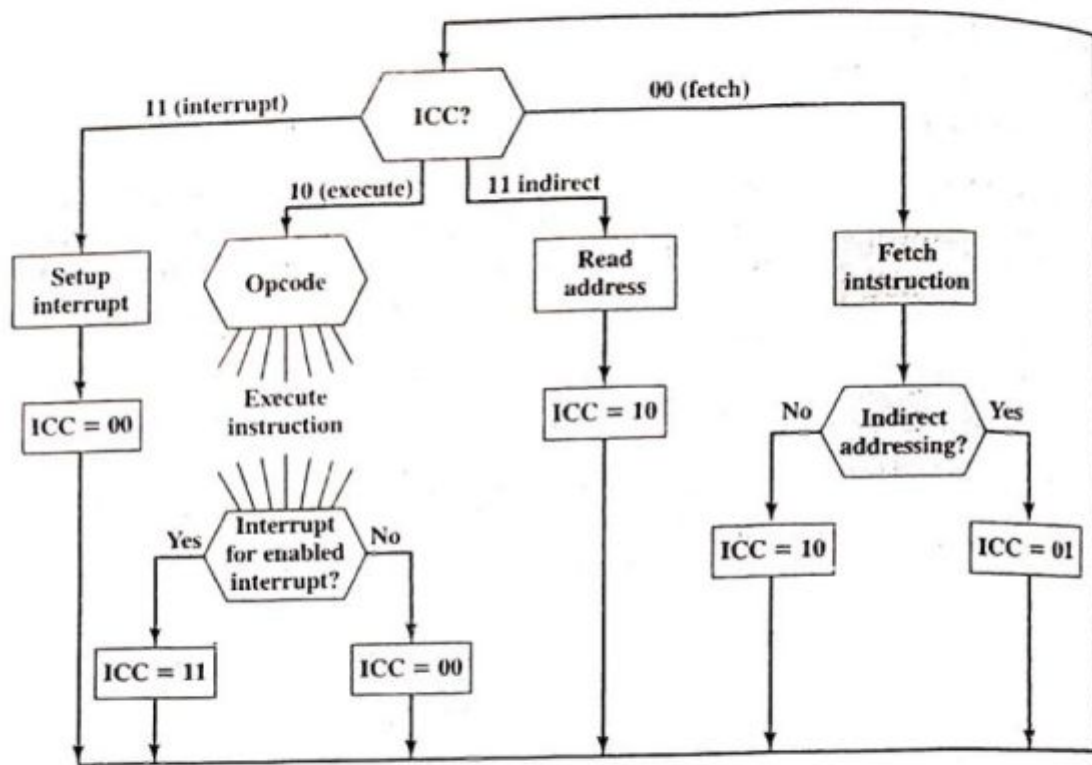 ICC?
11 (interrupt)
00 (fetch)
10 (execute)
11 indirect
Setup
interrupt
Opcode
Read
address
Fetch
intstruction
ICC = 00
Execute
instruction
ICC = 10
No
Indirect
addressing?
Yes
Yes
Interrupt
for enabled
interrupt?
No
ICC = 10
ICC = 01
ICC = 11
ICC = 00